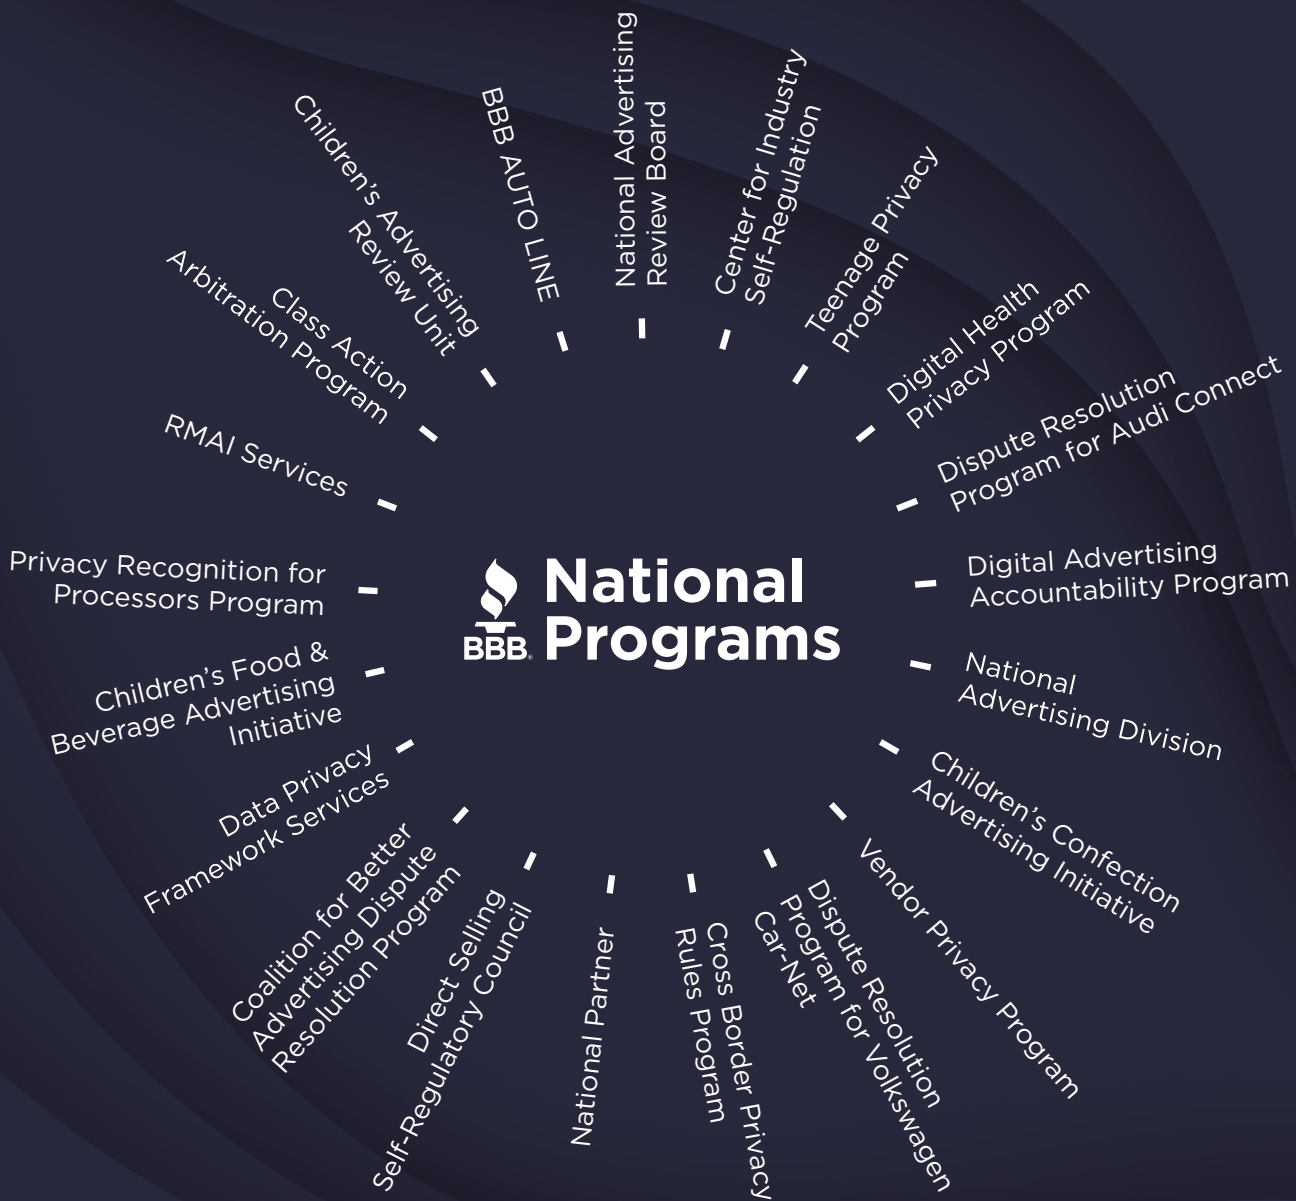 National Advertising
Review Board
Center for Industry
Self-Regulation
Teenage Privacy
Program
Digital Health
Privacy Program
Dispute Resolution
Program for Audi Connect
Digital Advertising
Accountability Program
National
Advertising Division
Children's Confection
Advertising Initiative
Vendor Privacy Program
Dispute Resolution
Program for Volkswagen
Car-Net
Cross Border Privacy
Rules Program
National Partner
Direct Selling
Self-Regulatory Council
Coalition for Better
Advertising Dispute
Resolution Program
Data Privacy
Framework Services
Children's Food &
Beverage Advertising
Initiative
Privacy Recognition for
Processors Program
RMAI Services
Class Action
Arbitration Program
Children's Advertising
Review Unit
BBB AUTO LINE
BBB®
National
Programs